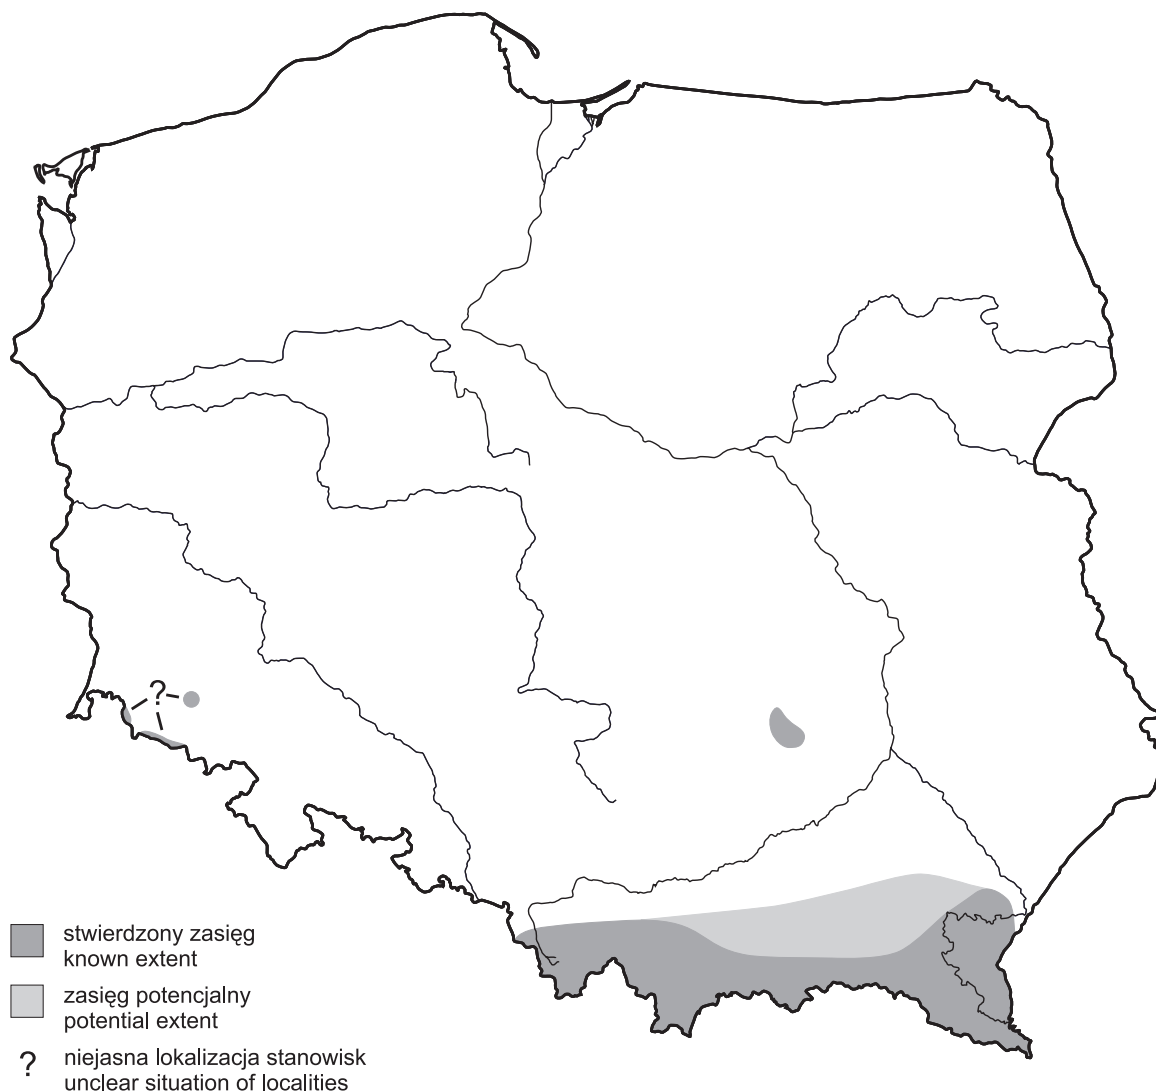 ?
stwierdzony zasięg
known extent
zasięg potencjalny
potential extent
? niejasna lokalizacja stanowisk
unclear situation of localities